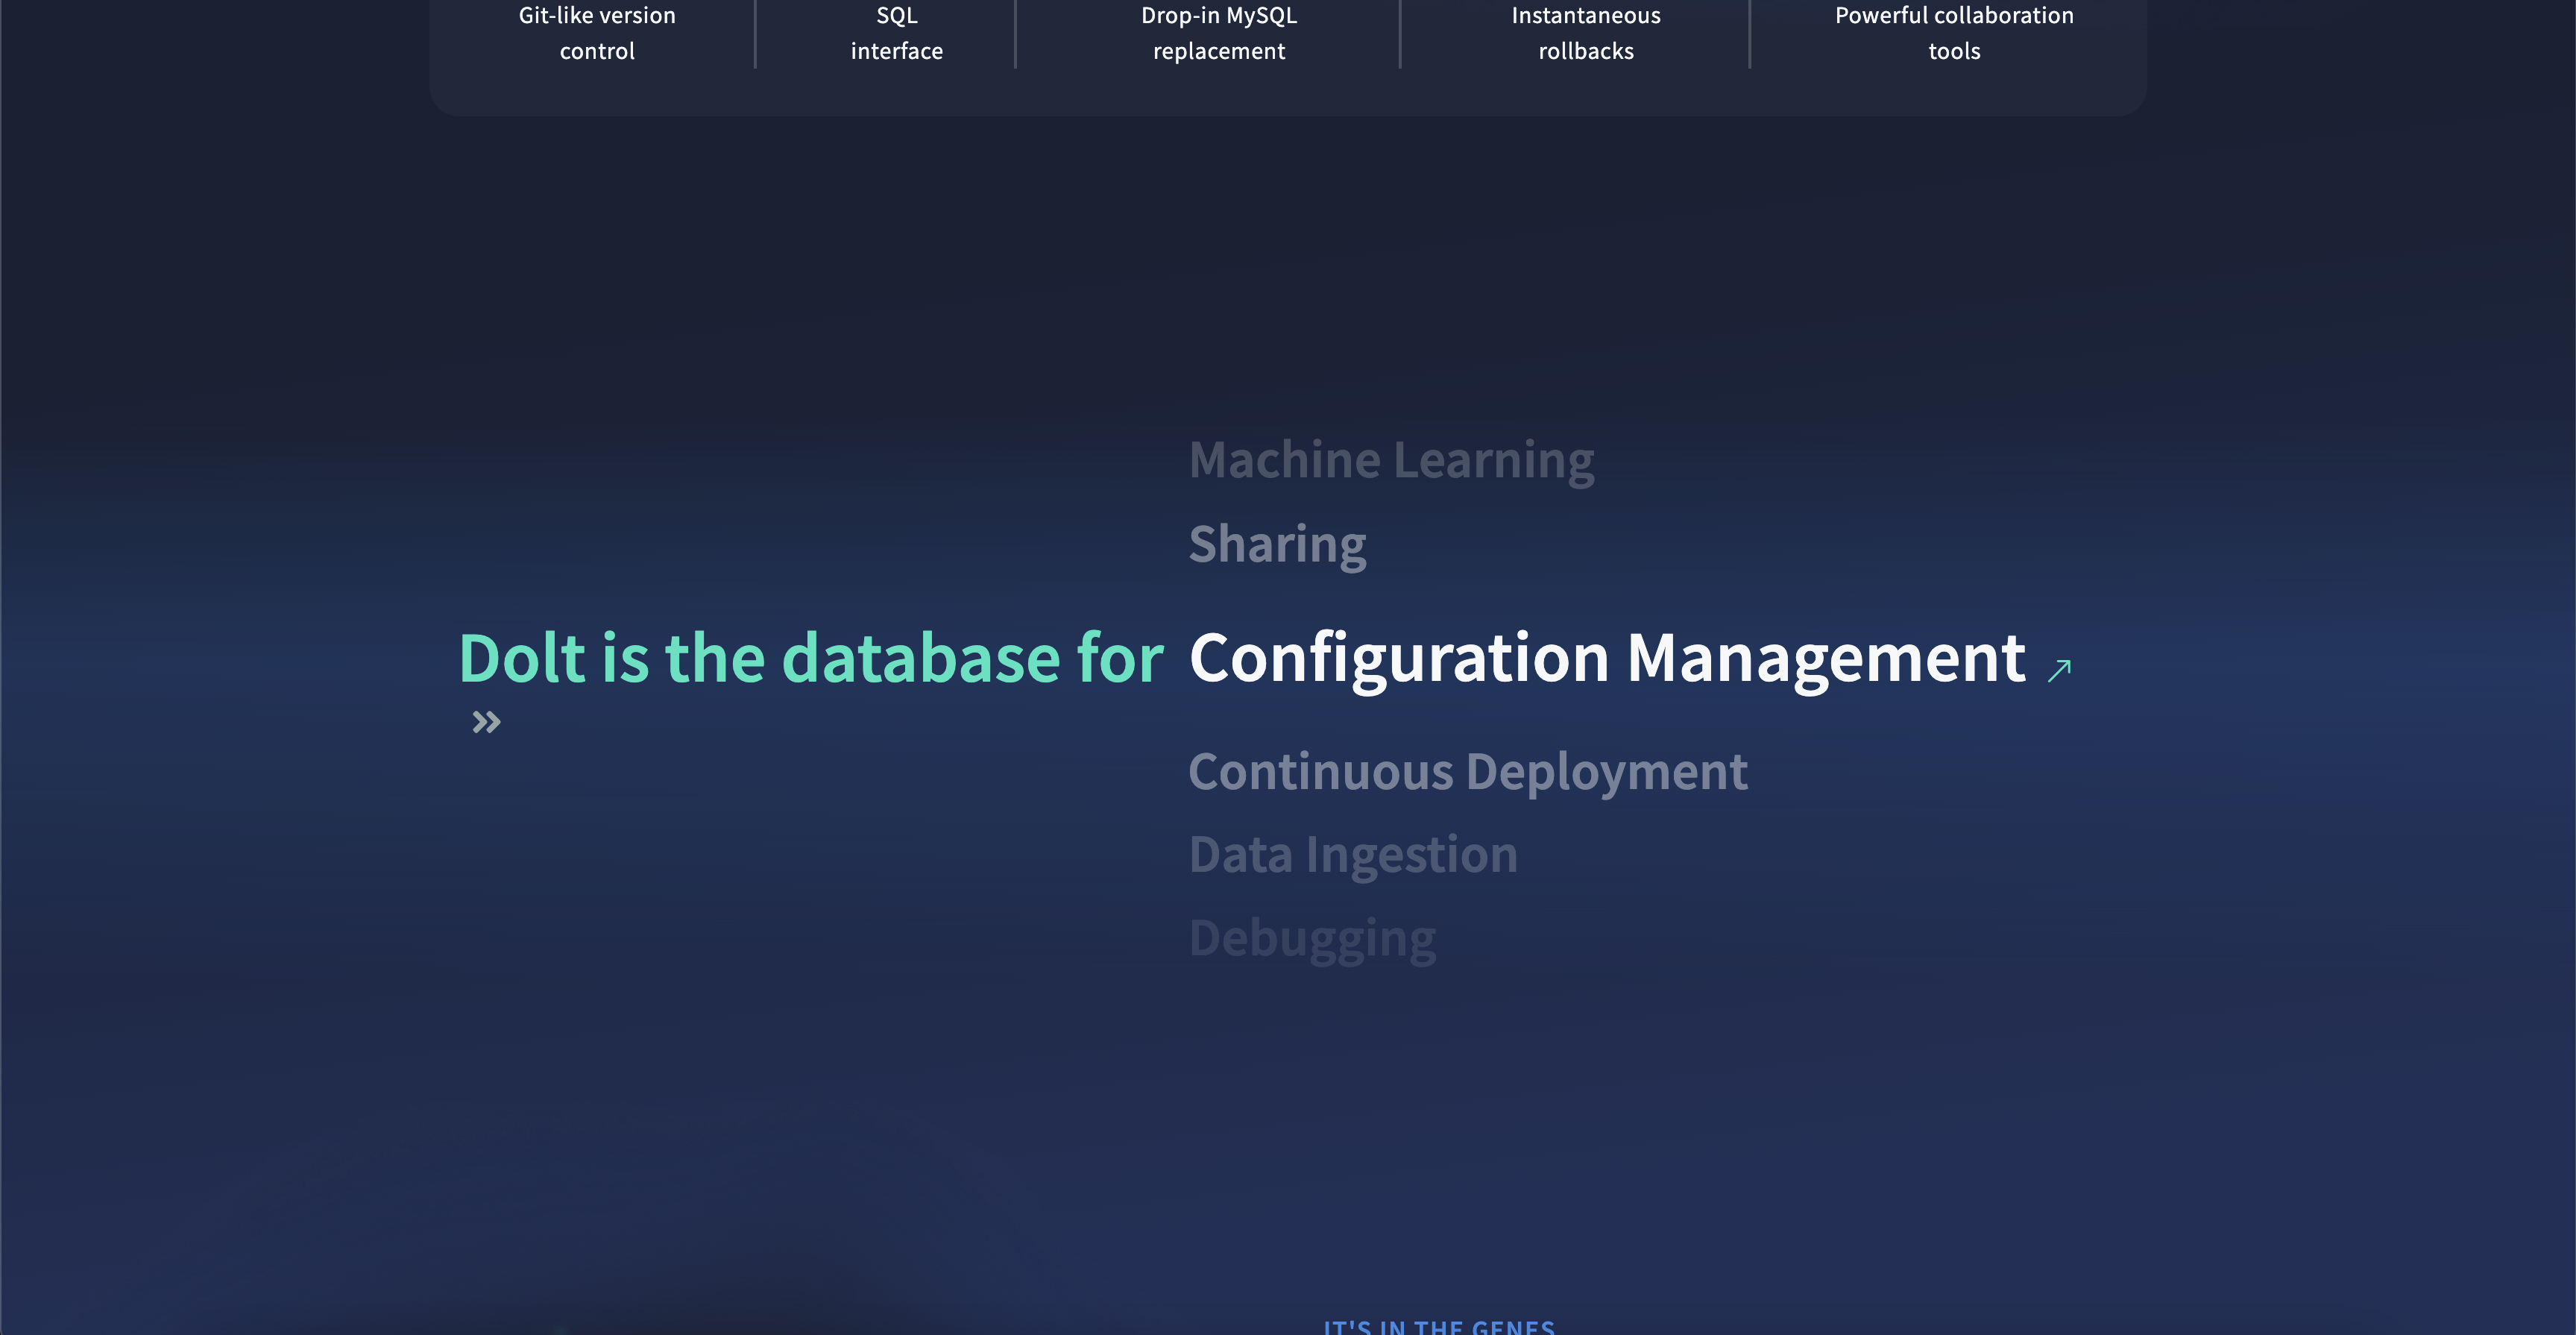 Git-like version
control
SQL
interface
Drop-in MySQL
replacement
Instantaneous
rollbacks
Powerful collaboration
tools
Machine Learning
Sharing
Dolt is the database for Configuration Management
Continuous Deployment
Data Ingestion
Debugging
IT'S IN THE GENES